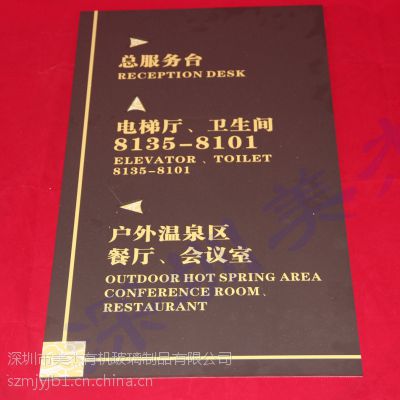 总服务台
RECEPTION DESK
电梯厅、卫生间
8135-8101
ELEVATOR 、TOILET
8135-8101
户外温泉区
餐厅、会议室
OUTDOOR HOT SPRING AREA
CONFERENCE ROOM、
RESTAURANT
深圳市美木有机玻璃制品有限公司
szmjyjb1.cn.china.cn